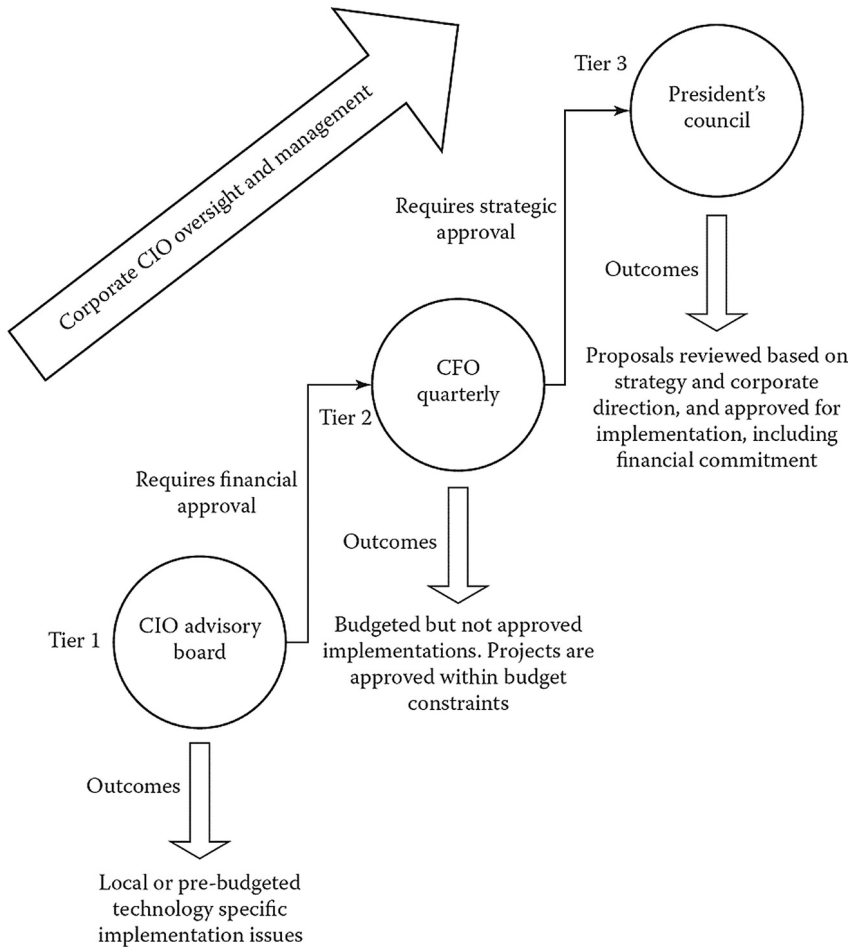 Tier 3
President's
council
Corporate CIO oversight and management
Requires strategic
approval
Outcomes
Proposals reviewed based on
strategy and corporate
direction, and approved for
implementation, including
financial commitment
CFO
quarterly
Tier 2
Requires financial
approval
Outcomes
Budgeted but not approved
implementations. Projects are
approved within budget
constraints
Tier 1
CIO advisory
board
Outcomes
Local or pre-budgeted
technology specific
implementation issues